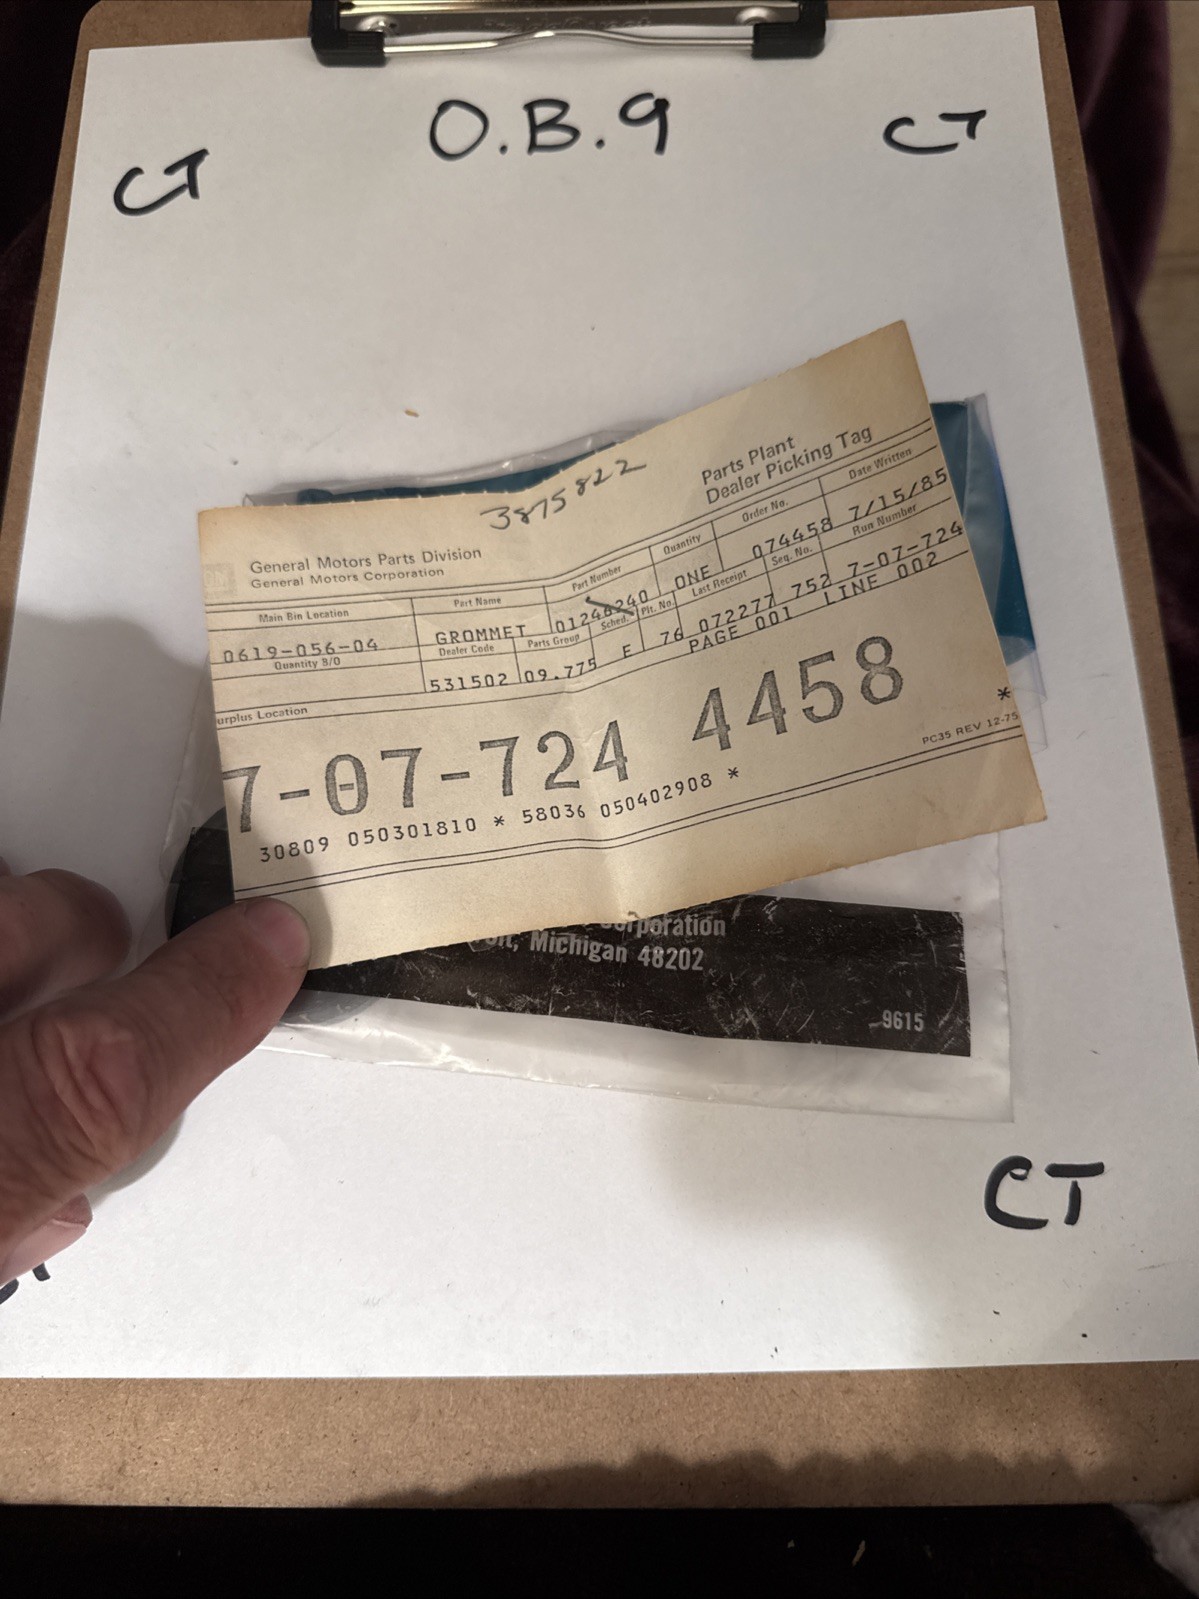 O.B.9
CT
CT
3875822
Parts Plant
Dealer Picking Tag
General Motors Parts Division
General Motors Corporation
Main Bin Location Part Name Part Number Quantity Order No. Date Written
0619-056-04 GROMMET ONE 074458 7/15/85
Quantity B/O Dealer Code Parts Group Sched. Plt. No. Last Receipt Seq. No. Run Number
531502 09.775 E 76 072277 752 7-07-724
PAGE 001 LINE 002
urplus Location
7-07-724 4458 *
30809 050301810 * 58036 050402908 *
PC35 REV 12-75
Michigan 48202
9615
CT